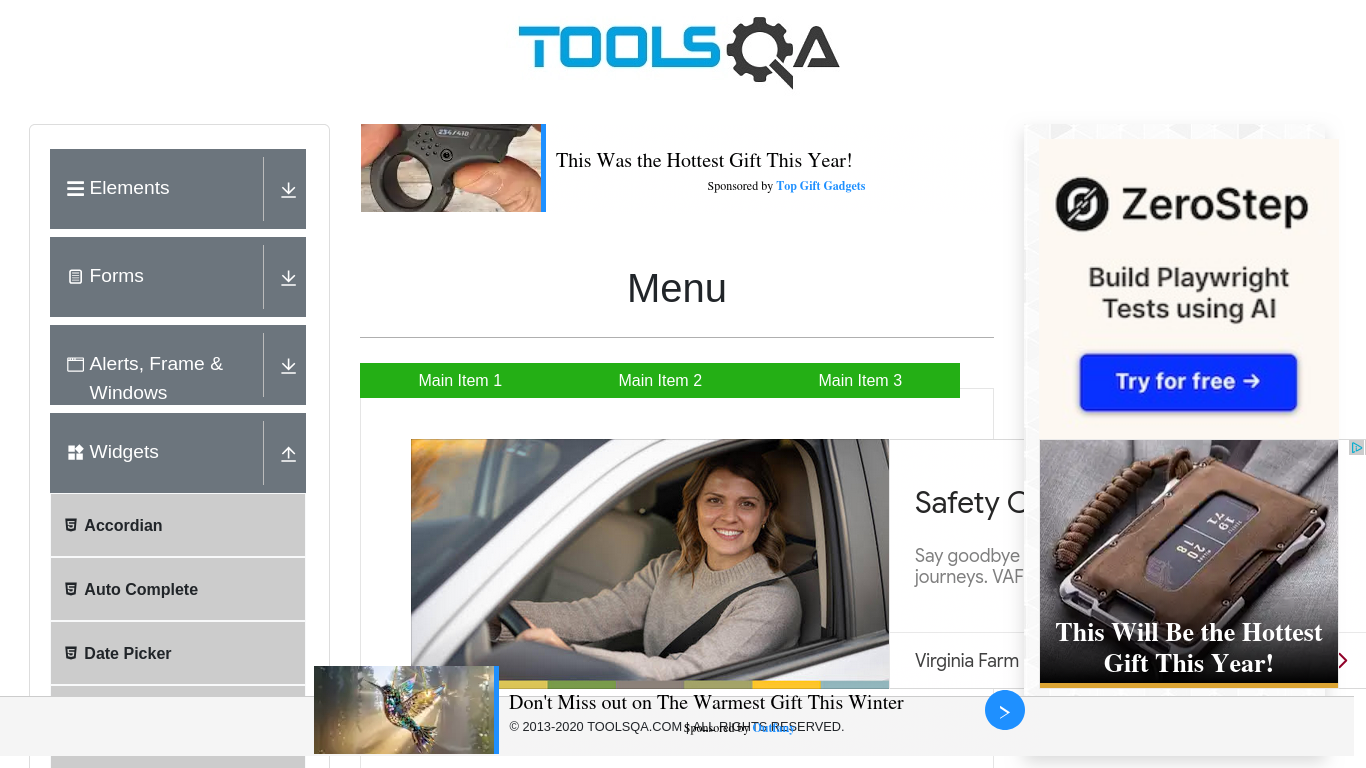 TOOLSQA
Elements
Forms
Alerts, Frame &
Windows
Widgets
Accordian
Auto Complete
Date Picker
234/410
This Was the Hottest Gift This Year!
Sponsored by Top Gift Gadgets
Menu
Main Item 1
Main Item 2
Main Item 3
Safety
Say goodbye
journeys. VAF
Virginia Farm
ZeroStep
Build Playwright
Tests using AI
Try for free →
This Will Be the Hottest
Gift This Year!
Don't Miss out on The Warmest Gift This Winter
© 2013-2020 TOOLSQA.COM | ALL RIGHTS RESERVED.
Sponsored by